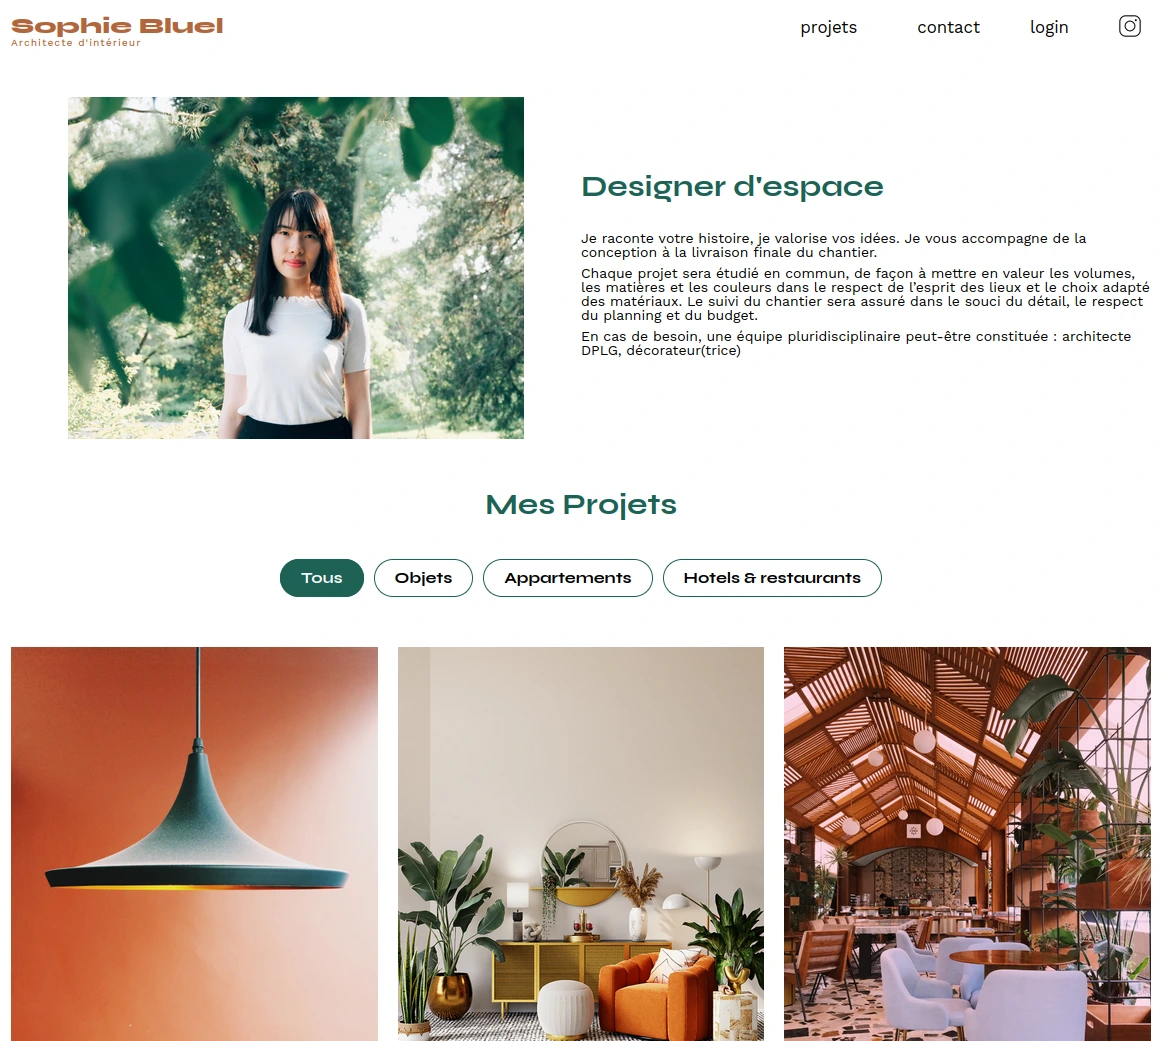 Sophie Bluel
Architecte d'intérieur
projets
contact
login
Designer d'espace
Je raconte votre histoire, je valorise vos idées. Je vous accompagne de la
conception à la livraison finale du chantier.
Chaque projet sera étudié en commun, de façon à mettre en valeur les volumes,
les matières et les couleurs dans le respect de l’esprit des lieux et le choix adapté
des matériaux. Le suivi du chantier sera assuré dans le souci du détail, le respect
du planning et du budget.
En cas de besoin, une équipe pluridisciplinaire peut-être constituée : architecte
DPLG, décorateur(trice)
Mes Projets
Tous
Objets
Appartements
Hotels & restaurants